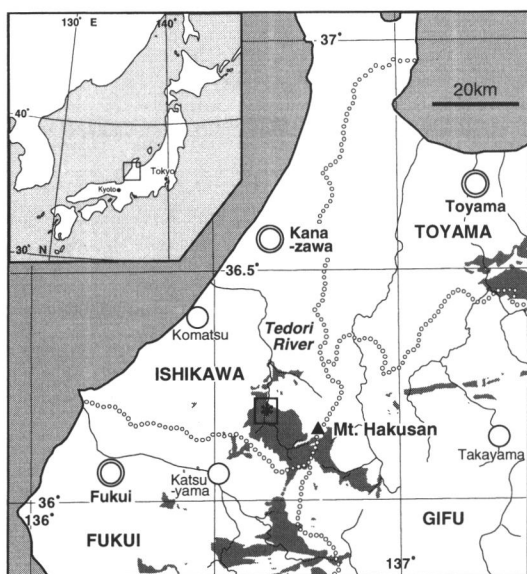 130° E
140°
40°
Tokyo
Kyoto
30° N
37°
20km
Toyama
TOYAMA
Kana
-zawa
36.5°
Komatsu
Tedori
River
ISHIKAWA
*
Mt. Hakusan
Takayama
Katsu
-yama
Fukui
36°
136°
FUKUI
GIFU
137°